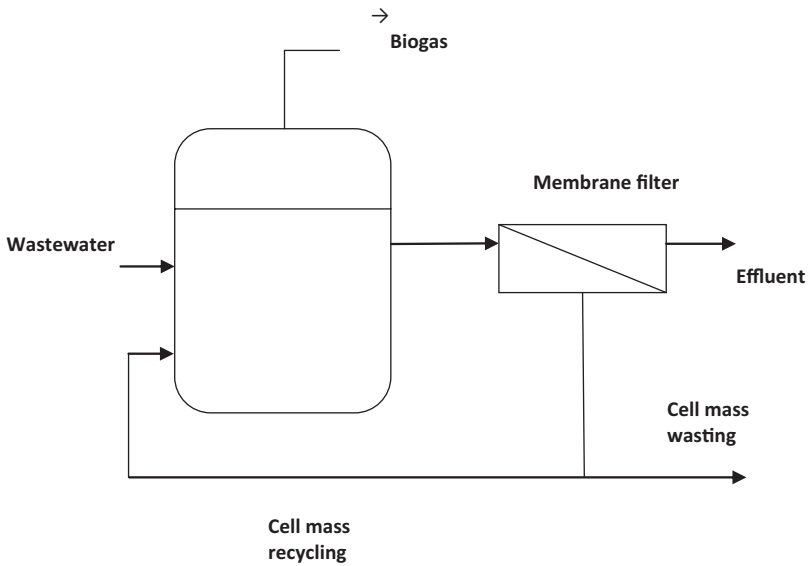 Biogas
Membrane filter
Wastewater
Effluent
Cell mass
wasting
Cell mass
recycling